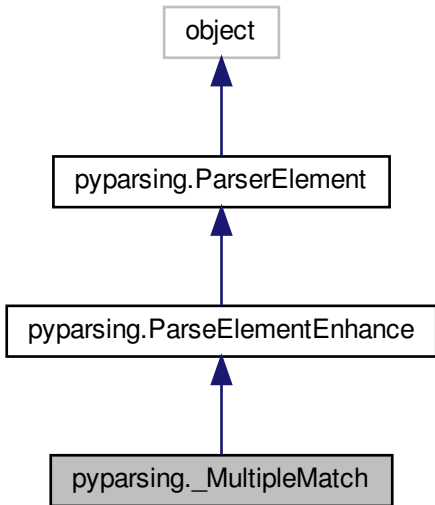 object
pyparsing.ParserElement
pyparsing.ParseElementEnhance
pyparsing._MultipleMatch